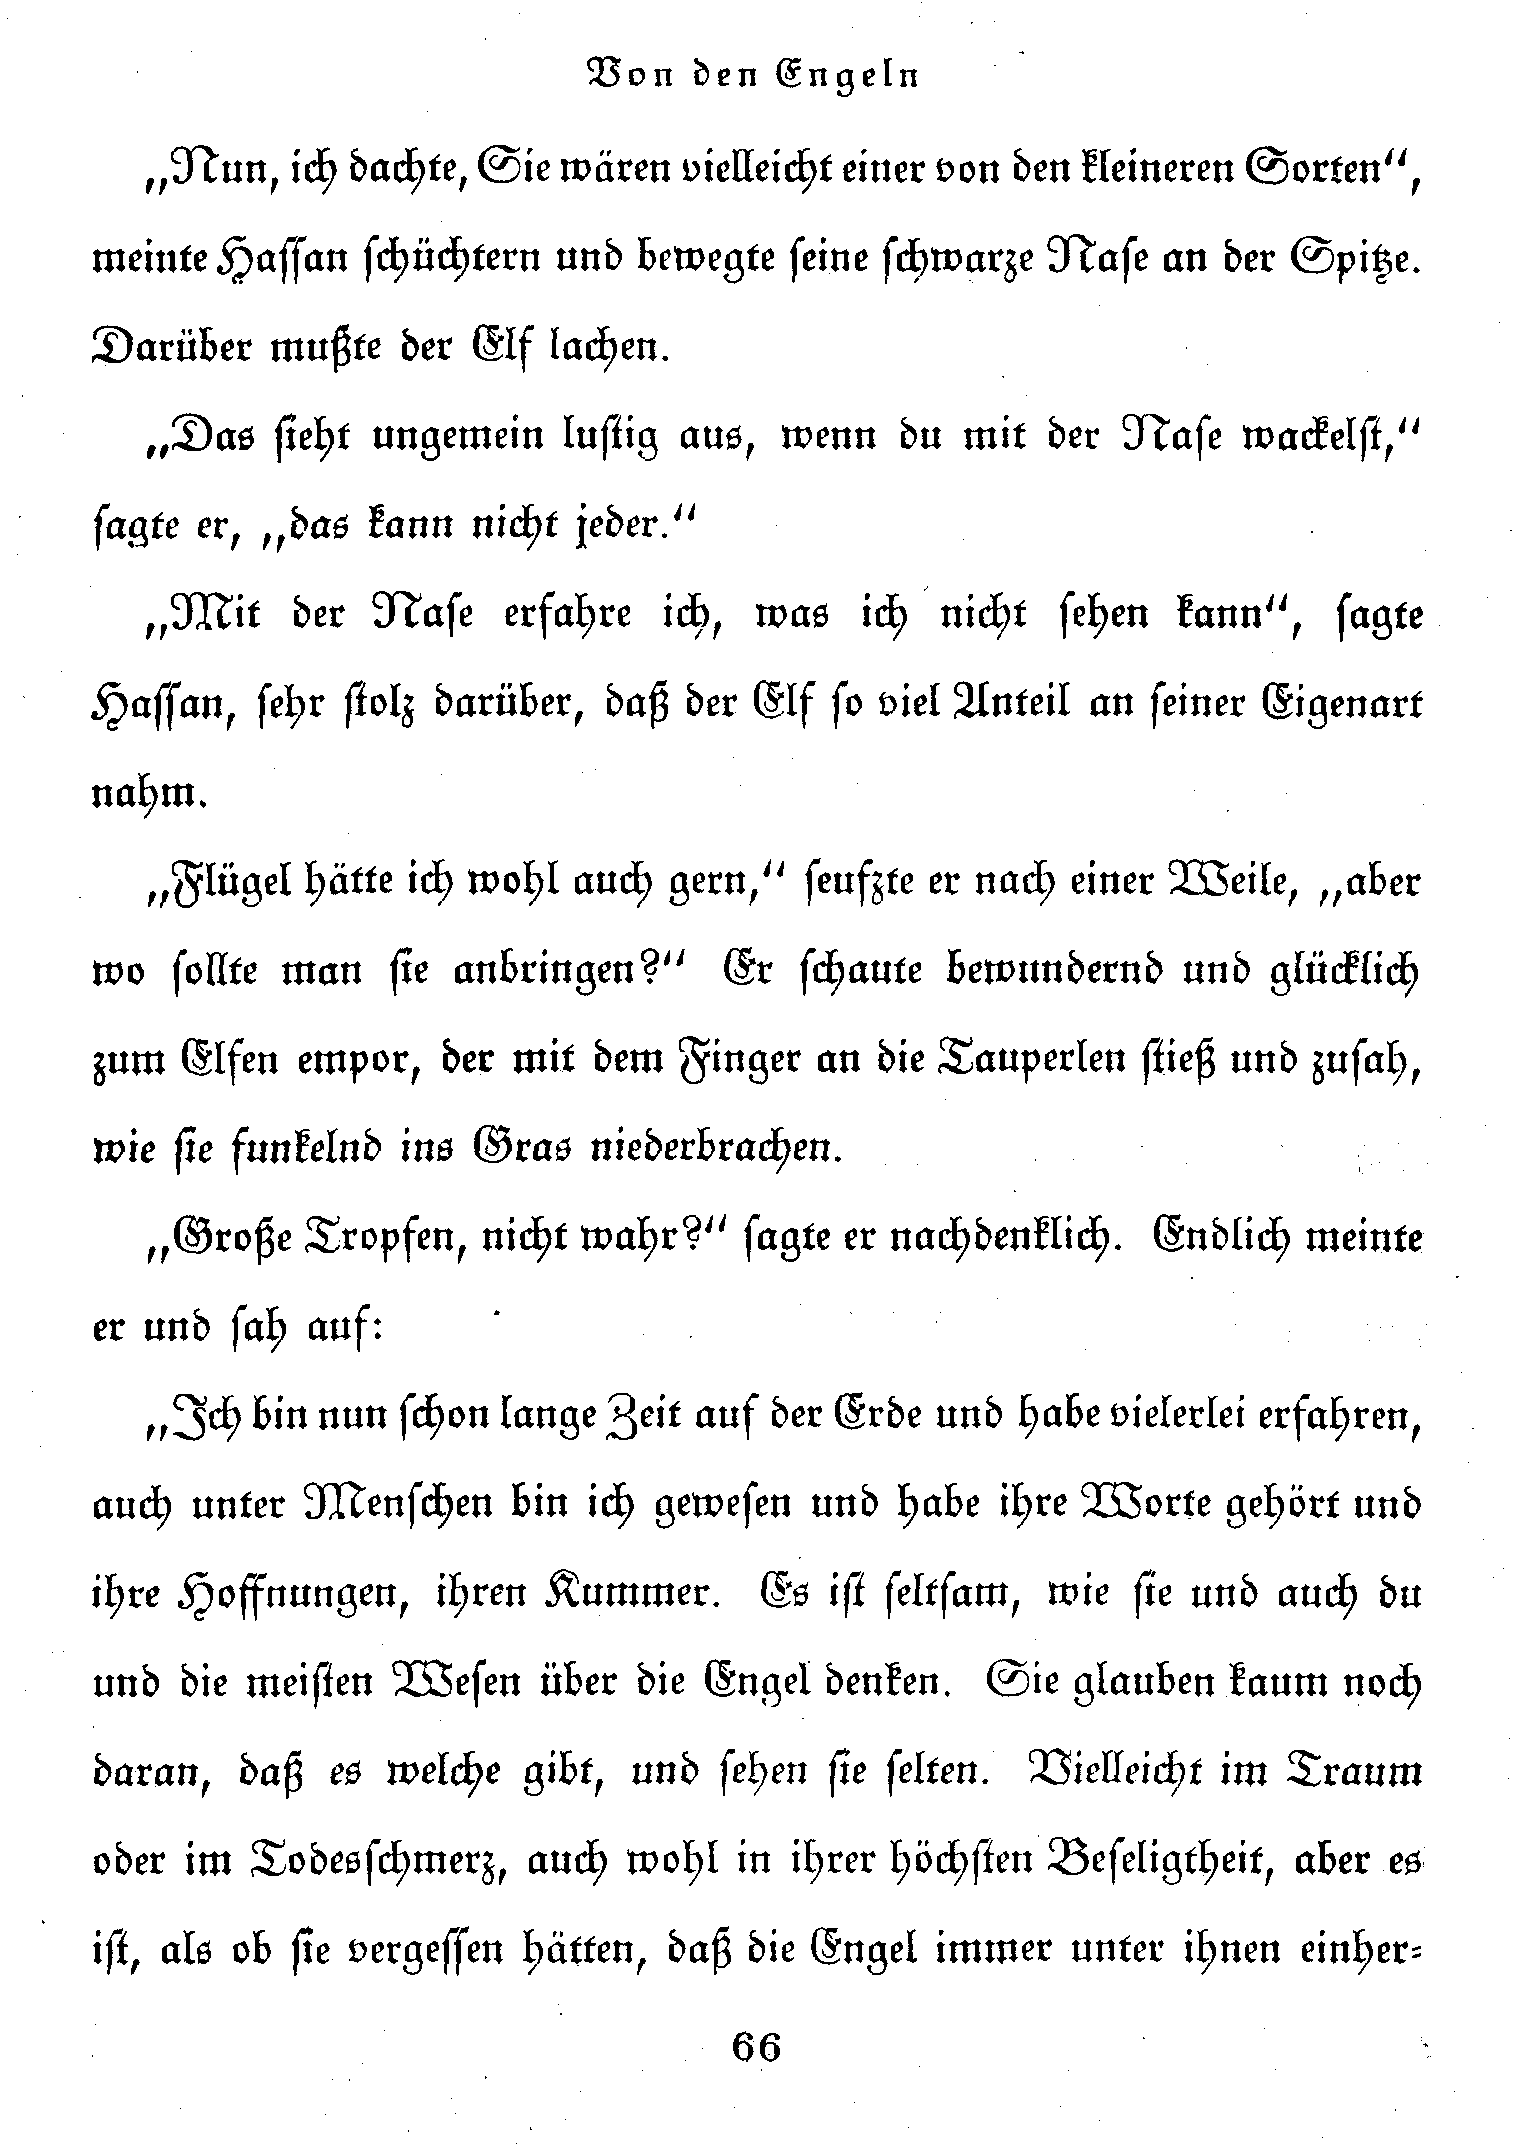 Von den Engeln
„Nun, ich dachte, Sie wären vielleicht einer von den kleineren Sorten“,
meinte Haſſan ſchüchtern und bewegte ſeine ſchwarze Naſe an der Spitze.
Darüber mußte der Elf lachen.
„Das ſieht ungemein luſtig aus, wenn du mit der Naſe wackelſt,“
ſagte er, „das kann nicht jeder.“
„Mit der Naſe erfahre ich, was ich nicht ſehen kann“, ſagte
Haſſan, ſehr ſtolz darüber, daß der Elf ſo viel Anteil an ſeiner Eigenart
nahm.
„Flügel hätte ich wohl auch gern,“ ſeufzte er nach einer Weile, „aber
wo ſollte man ſie anbringen?“ Er ſchaute bewundernd und glücklich
zum Elfen empor, der mit dem Finger an die Tauperlen ſtieß und zuſah,
wie ſie funkelnd ins Gras niederbrachen.
„Große Tropfen, nicht wahr?“ ſagte er nachdenklich. Endlich meinte
er und ſah auf:
„Ich bin nun ſchon lange Zeit auf der Erde und habe vielerlei erfahren,
auch unter Menſchen bin ich geweſen und habe ihre Worte gehört und
ihre Hoffnungen, ihren Kummer. Es iſt ſeltſam, wie ſie und auch du
und die meiſten Weſen über die Engel denken. Sie glauben kaum noch
daran, daß es welche gibt, und ſehen ſie ſelten. Vielleicht im Traum
oder im Todesſchmerz, auch wohl in ihrer höchſten Beſeligtheit, aber es
iſt, als ob ſie vergeſſen hätten, daß die Engel immer unter ihnen einher⸗
66